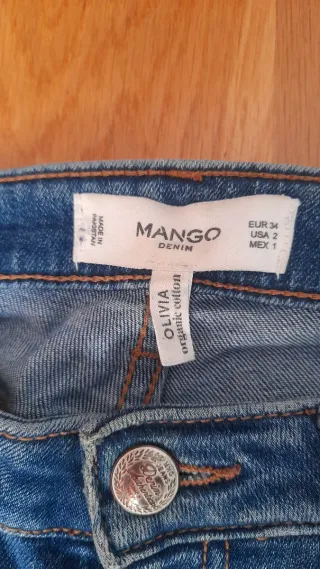 MADE IN
PAKISTAN
MANGO
DENIM
EUR 34
USA 2
MEX 1
OLIVIA
organic cotton